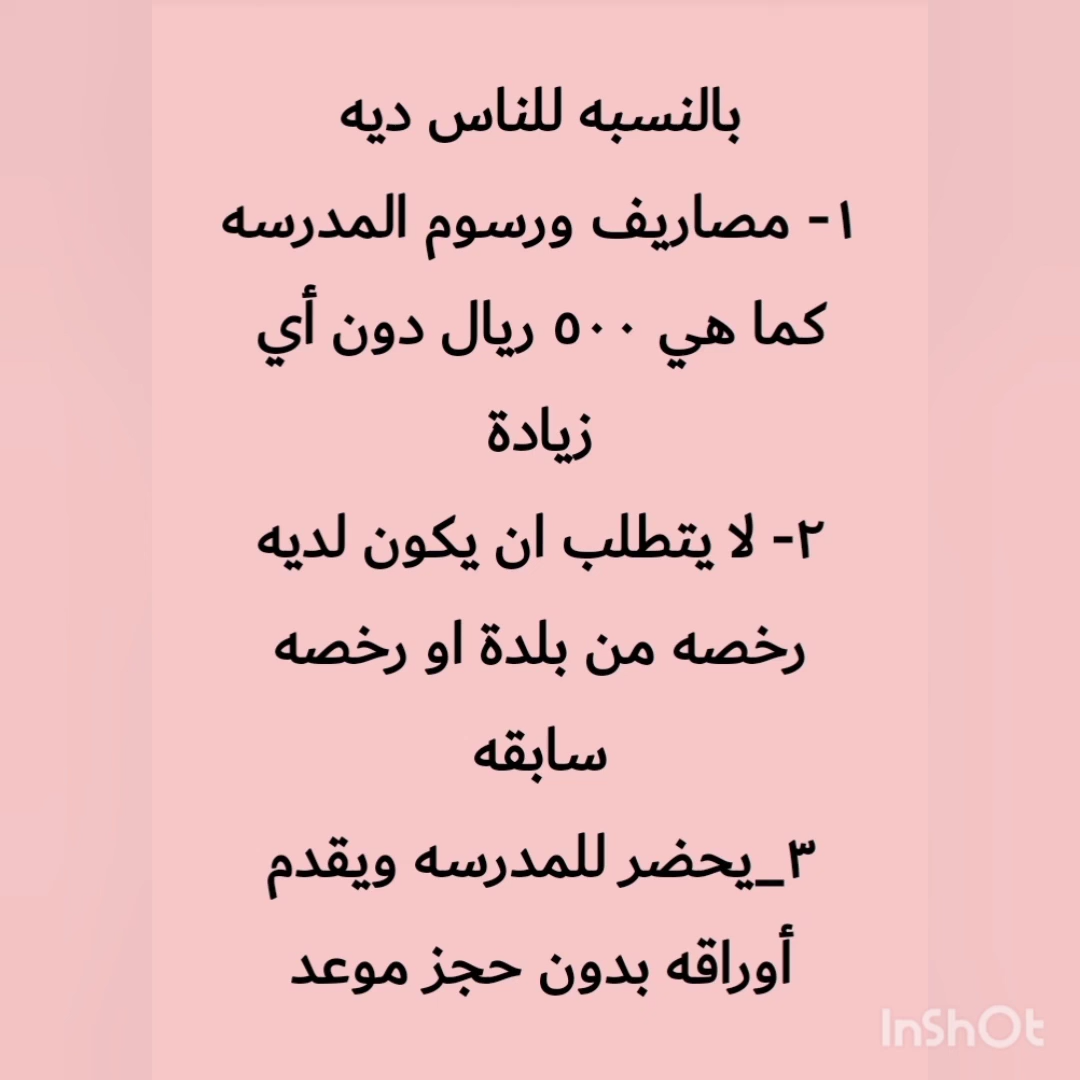 بالنسبه للناس ديه
١- مصاريف ورسوم المدرسه
كما هي ٥٠٠ ريال دون أي
زيادة
٢- لا يتطلب ان يكون لديه
رخصه من بلدة او رخصه
سابقه
٣_يحضر للمدرسه ويقدم
أوراقه بدون حجز موعد
InShOt